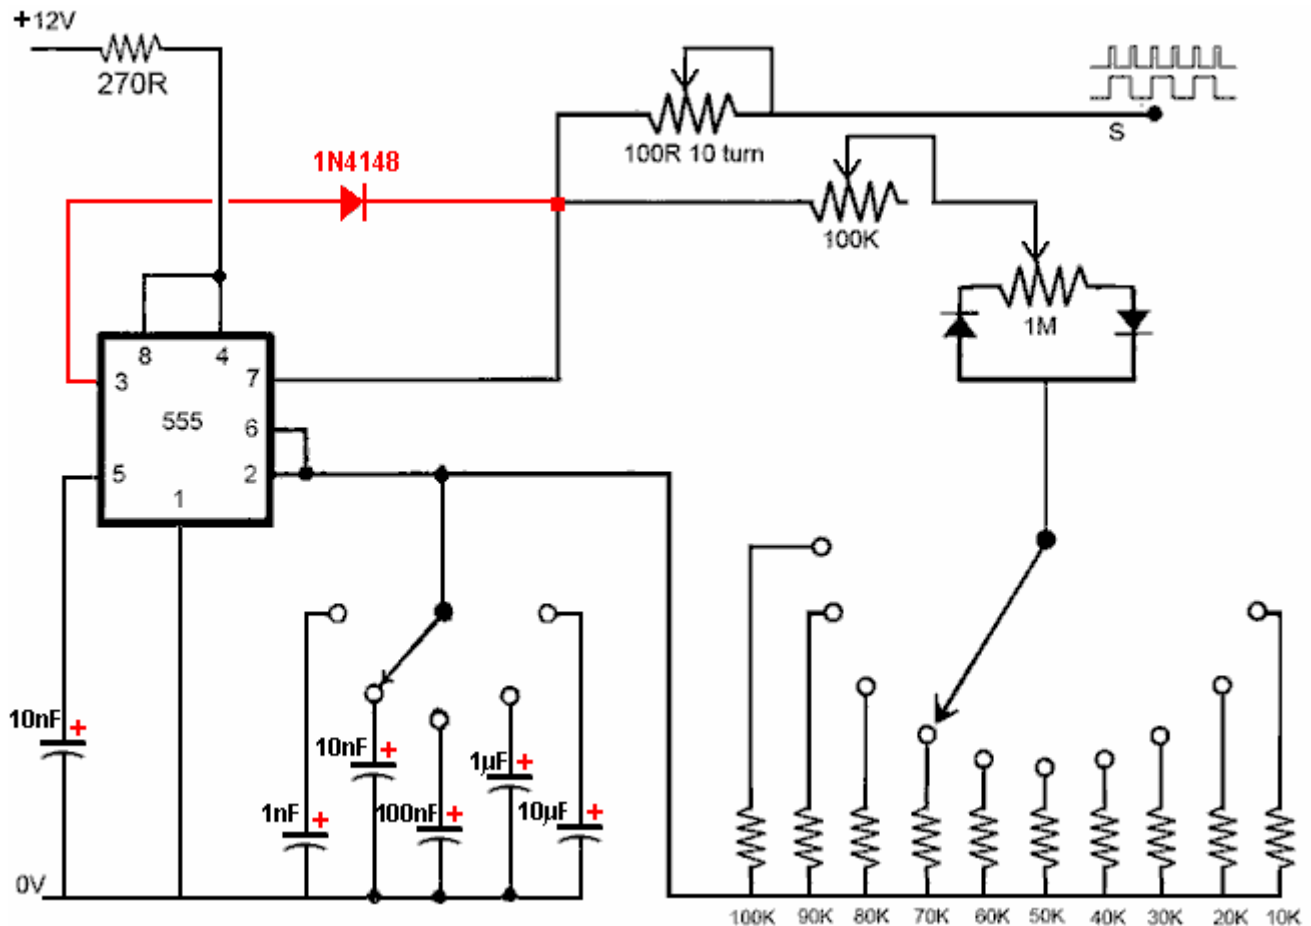 +12V
270R
1N4148
100R 10 turn
S
100K
1M
8 4
3 7
555
6
5 2
1
10nF +
1nF +
10nF +
100nF +
1µF +
10µF +
0V
100K 90K 80K 70K 60K 50K 40K 30K 20K 10K